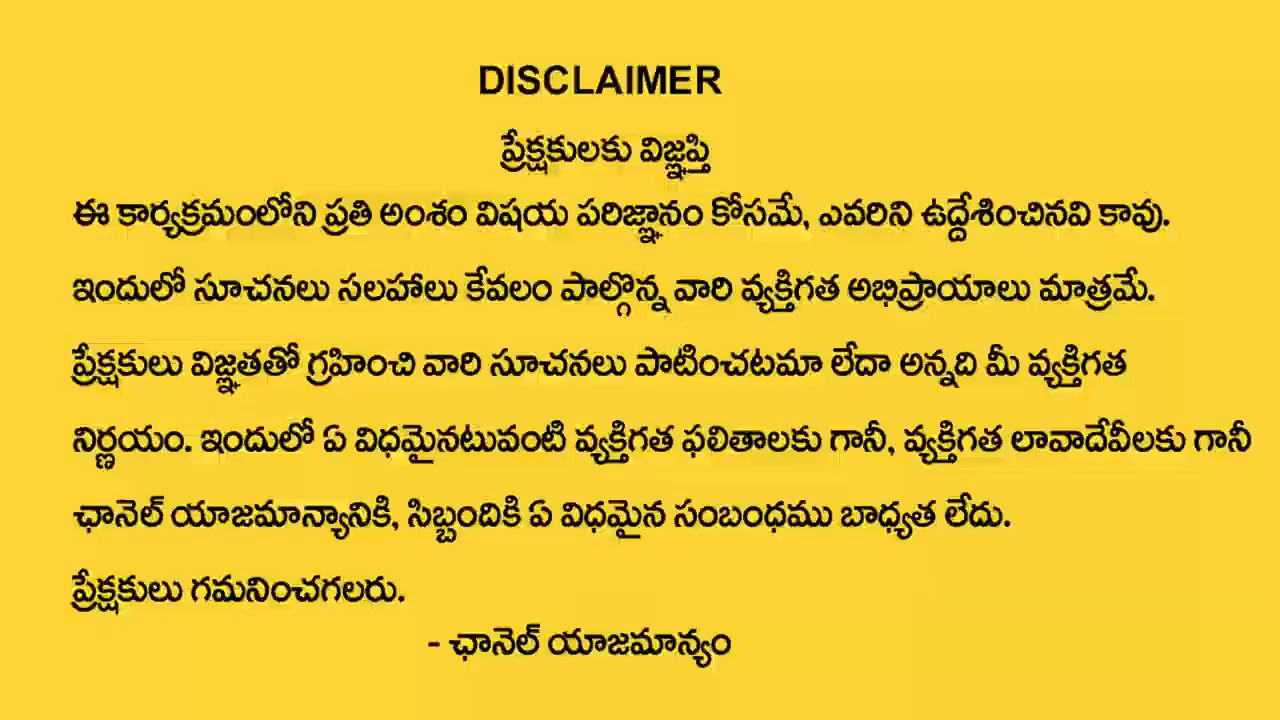 DISCLAIMER
ప్రేక్షకులకు విజ్ఞప్తి
ఈ కార్యక్రమంలోని ప్రతి అంశం విషయ పరిజ్ఞానం కోసమే, ఎవరిని ఉద్దేశించినవి కావు.
ఇందులో సూచనలు సలహాలు కేవలం పాల్గొన్న వారి వ్యక్తిగత అభిప్రాయాలు మాత్రమే.
ప్రేక్షకులు విజ్ఞతతో గ్రహించి వారి సూచనలు పాటించటమా లేదా అన్నది మీ వ్యక్తిగత
నిర్ణయం. ఇందులో ఏ విధమైనటువంటి వ్యక్తిగత ఫలితాలకు గానీ, వ్యక్తిగత లావాదేవీలకు గానీ
ఛానెల్ యాజమాన్యానికి, సిబ్బందికి ఏ విధమైన సంబంధము బాధ్యత లేదు.
ప్రేక్షకులు గమనించగలరు.
- ఛానెల్ యాజమాన్యం